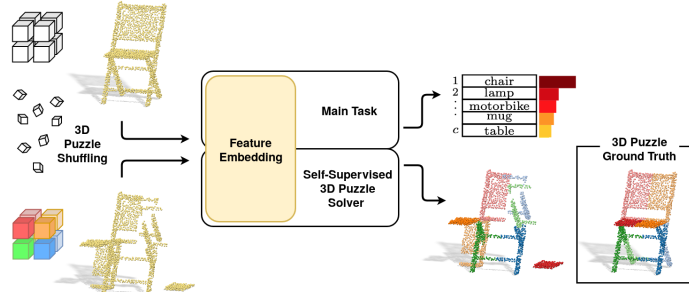 3D
Puzzle
Shuffling
Feature
Embedding
Main Task
Self-Supervised
3D Puzzle
Solver
1 chair
2 lamp
: motorbike
. mug
c table
3D Puzzle
Ground Truth